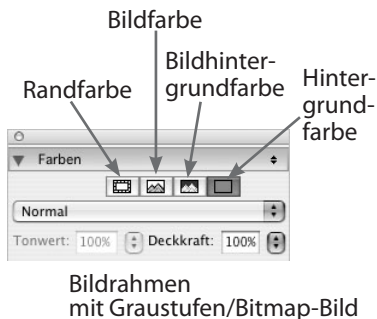 Bildfarbe
Bildhinter-
grundfarbe
Hinter-
grund-
farbe
Randfarbe
Farben
Normal
Tonwert: 100% Deckkraft: 100%
Bildrahmen
mit Graustufen/Bitmap-Bild